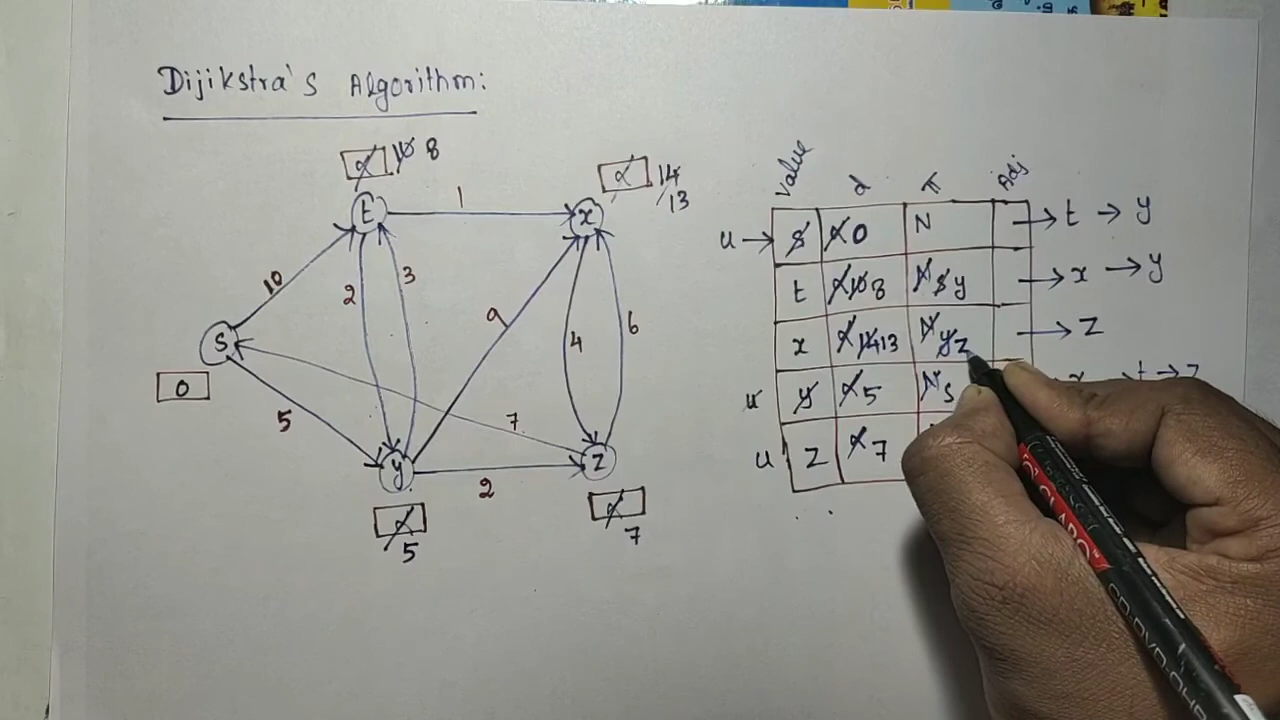 Dijikstra's Algorithm:
∝ 10 8
∝ 14
13
t
1
x
10
2
3
9
4
6
s
0
5
7
y
2
z
∝
5
∝
7
Value d π Adj
u → s ∝ 0 N → t → y
t ∝ 10 8 N s y → x → y
x ∝ 14 13 N y z → z
u y ∝ 5 N s x → t → z
u z ∝ 7